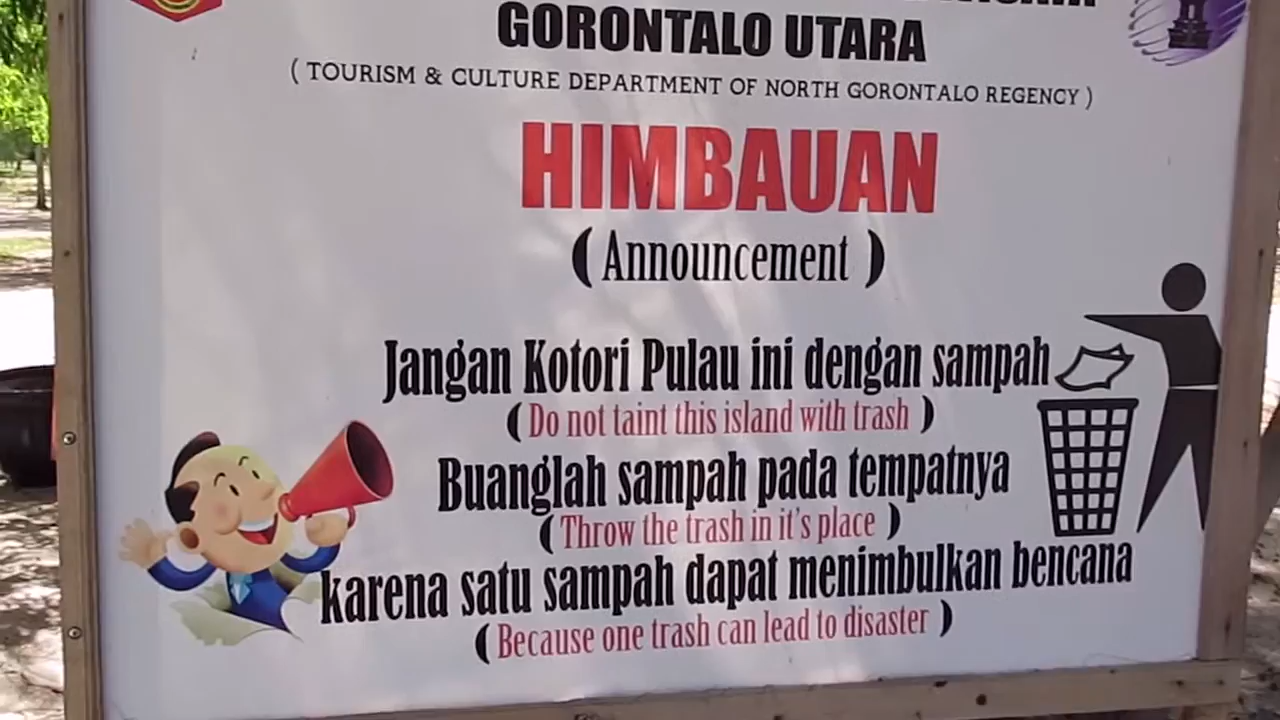 GORONTALO UTARA
( TOURISM & CULTURE DEPARTMENT OF NORTH GORONTALO REGENCY )
HIMBAUAN
( Announcement )
Jangan Kotori Pulau ini dengan sampah
( Do not taint this island with trash )
Buanglah sampah pada tempatnya
( Throw the trash in it's place )
karena satu sampah dapat menimbulkan bencana
( Because one trash can lead to disaster )